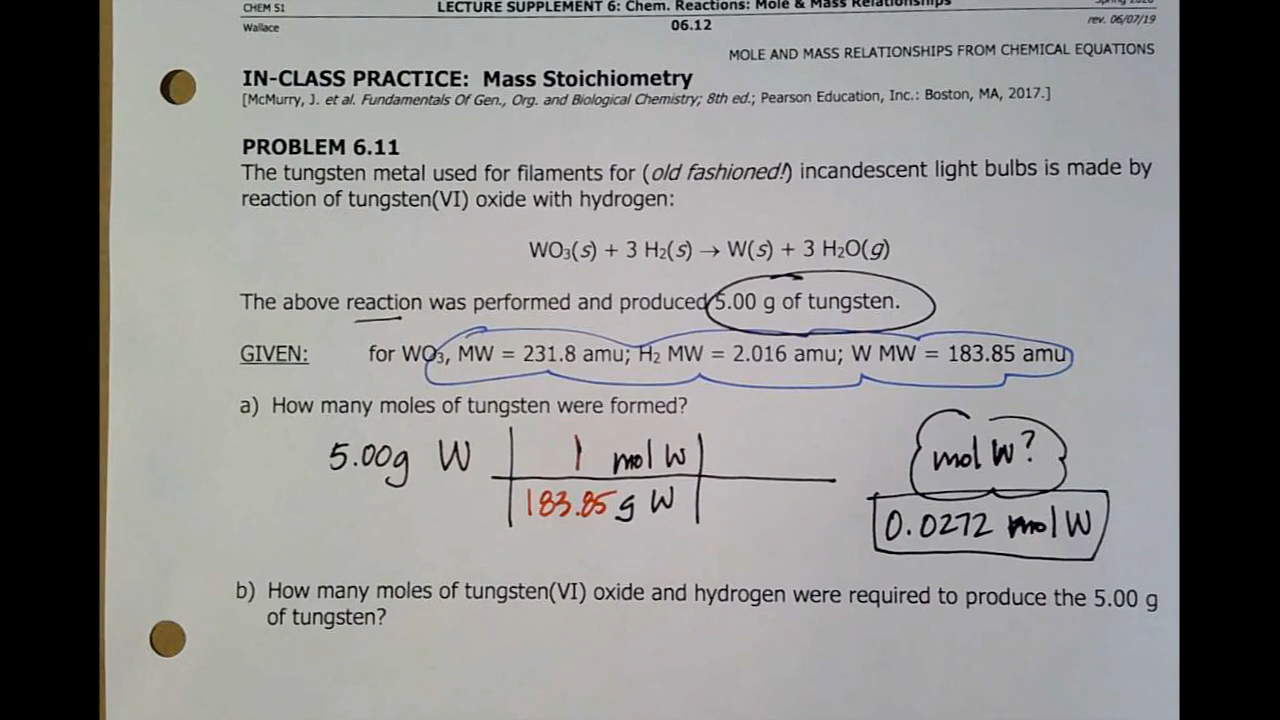 CHEM 51
LECTURE SUPPLEMENT 6: Chem. Reactions: Mole & Mass Relationships
Spring 2020
Wallace
06.12
rev. 06/07/19
MOLE AND MASS RELATIONSHIPS FROM CHEMICAL EQUATIONS
IN-CLASS PRACTICE: Mass Stoichiometry
[McMurry, J. et al. Fundamentals Of Gen., Org. and Biological Chemistry; 8th ed.; Pearson Education, Inc.: Boston, MA, 2017.]
PROBLEM 6.11
The tungsten metal used for filaments for (old fashioned!) incandescent light bulbs is made by
reaction of tungsten(VI) oxide with hydrogen:
WO₃(s) + 3 H₂(s) → W(s) + 3 H₂O(g)
The above reaction was performed and produced 5.00 g of tungsten.
GIVEN: for WO₃, MW = 231.8 amu; H₂ MW = 2.016 amu; W MW = 183.85 amu
a) How many moles of tungsten were formed?
5.00g W 1 mol W
183.85 g W
mol W?
0.0272 mol W
b) How many moles of tungsten(VI) oxide and hydrogen were required to produce the 5.00 g
of tungsten?